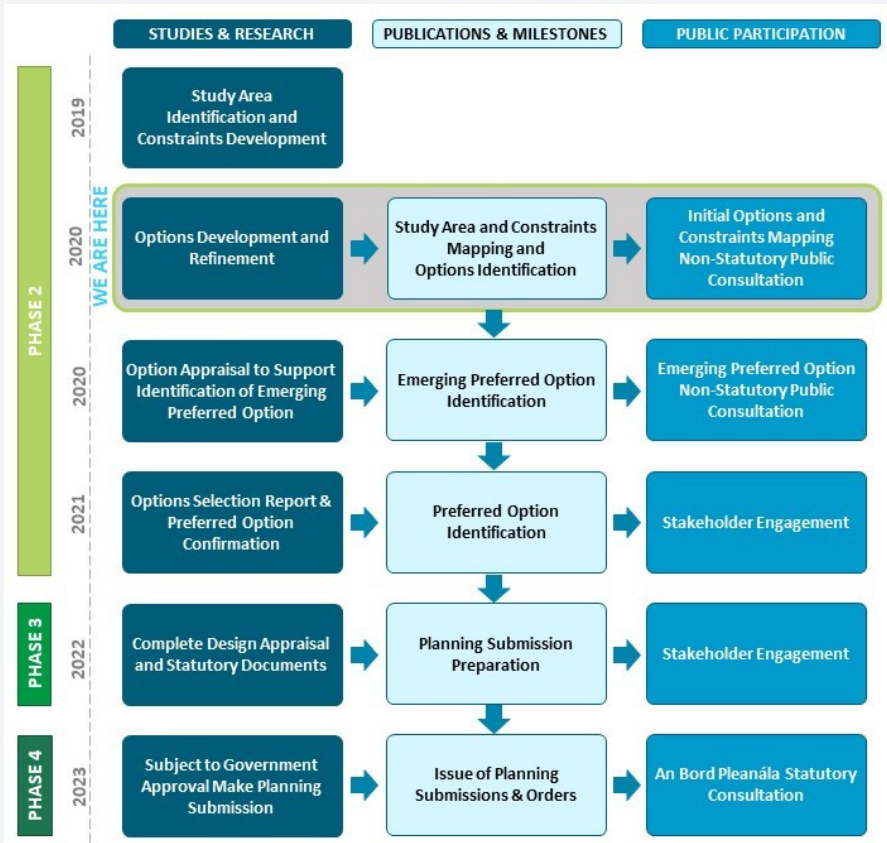 STUDIES & RESEARCH
PUBLICATIONS & MILESTONES
PUBLIC PARTICIPATION
PHASE 2
2019
Study Area
Identification and
Constraints Development
WE ARE HERE
2020
Options Development and
Refinement
Study Area and Constraints
Mapping and
Options Identification
Initial Options and
Constraints Mapping
Non-Statutory Public
Consultation
2020
Option Appraisal to Support
Identification of Emerging
Preferred Option
Emerging Preferred Option
Identification
Emerging Preferred Option
Non-Statutory Public
Consultation
2021
Options Selection Report &
Preferred Option
Confirmation
Preferred Option
Identification
Stakeholder Engagement
PHASE 3
2022
Complete Design Appraisal
and Statutory Documents
Planning Submission
Preparation
Stakeholder Engagement
PHASE 4
2023
Subject to Government
Approval Make Planning
Submission
Issue of Planning
Submissions & Orders
An Bord Pleanála Statutory
Consultation